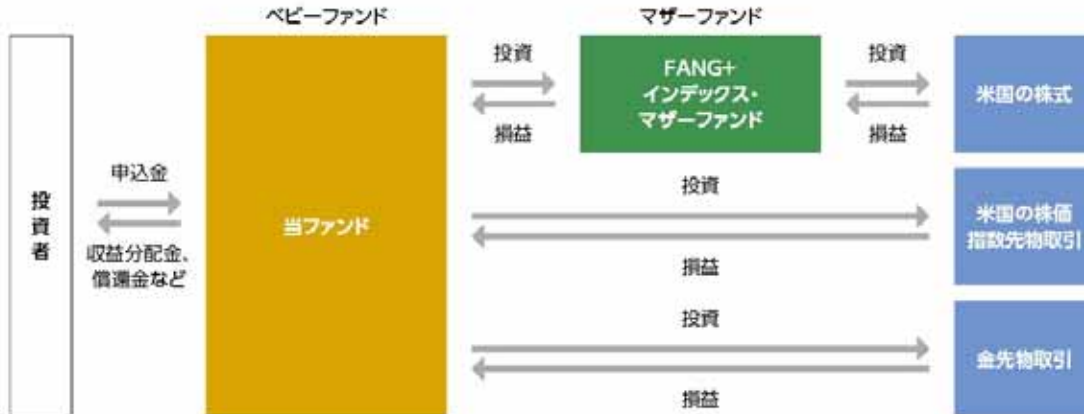 ベビーファンド
マザーファンド
投資者
申込金
収益分配金、
償還金など
当ファンド
投資
損益
FANG+
インデックス・
マザーファンド
投資
損益
米国の株式
投資
損益
米国の株価
指数先物取引
投資
損益
金先物取引